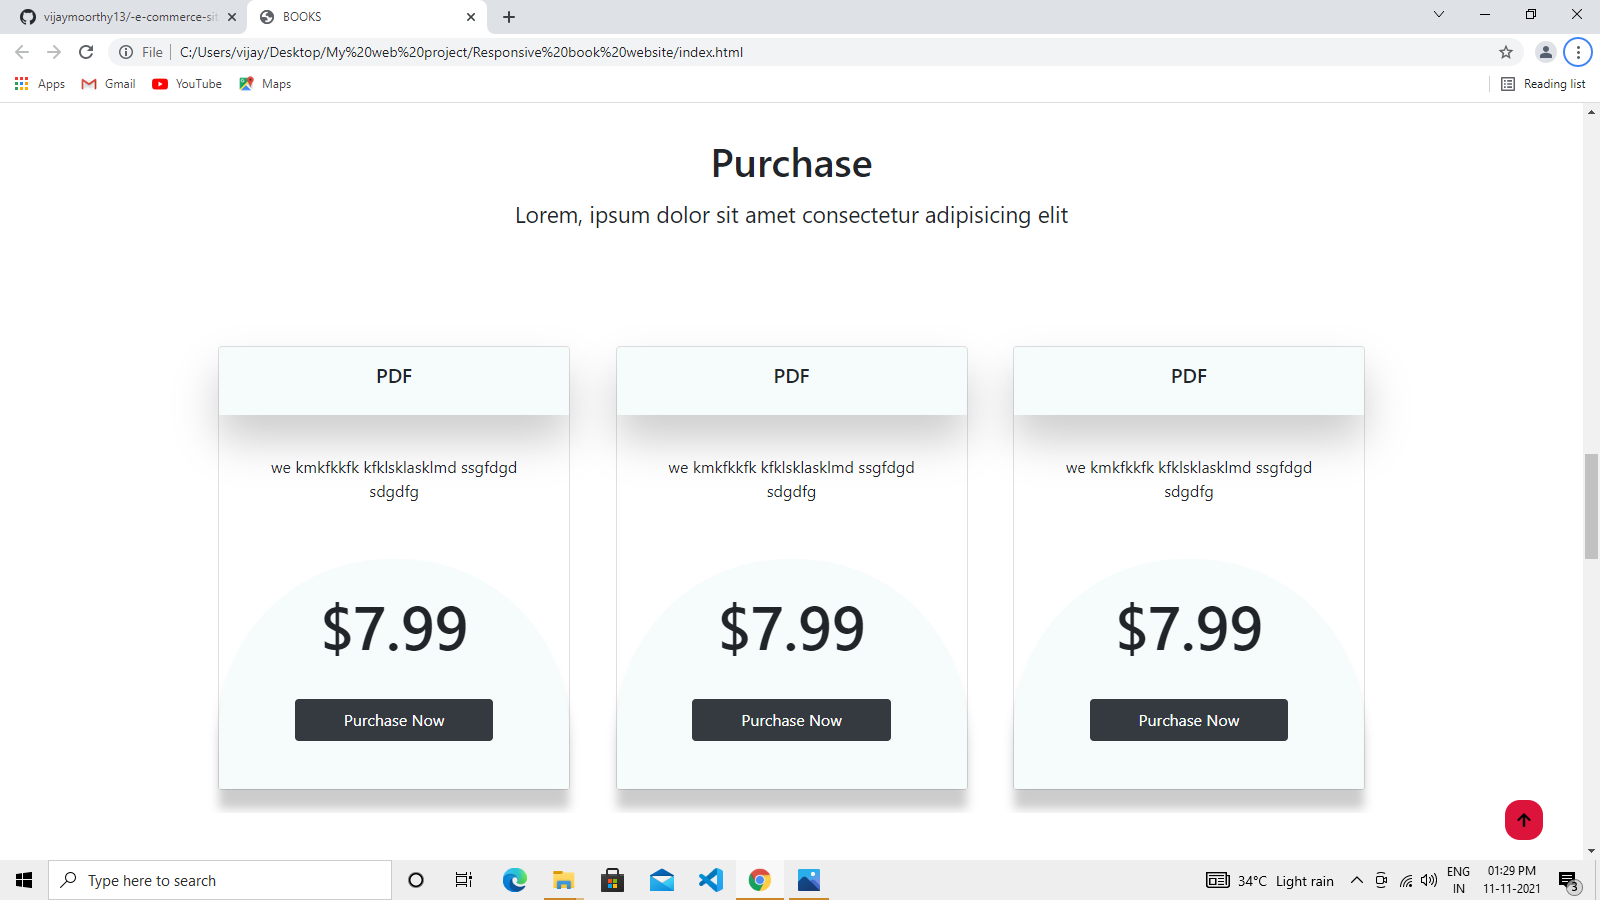 vijaymoorthy13/-e-commerce-sit
BOOKS
File
C:/Users/vijay/Desktop/My%20web%20project/Responsive%20book%20website/index.html
Apps
Gmail
YouTube
Maps
Reading list
Purchase
Lorem, ipsum dolor sit amet consectetur adipisicing elit
PDF
we kmkfkkfk kfklsklasklmd ssgfdgd
sdgdfg
$7.99
Purchase Now
PDF
we kmkfkkfk kfklsklasklmd ssgfdgd
sdgdfg
$7.99
Purchase Now
PDF
we kmkfkkfk kfklsklasklmd ssgfdgd
sdgdfg
$7.99
Purchase Now
Type here to search
34°C Light rain
ENG
IN
01:29 PM
11-11-2021
3